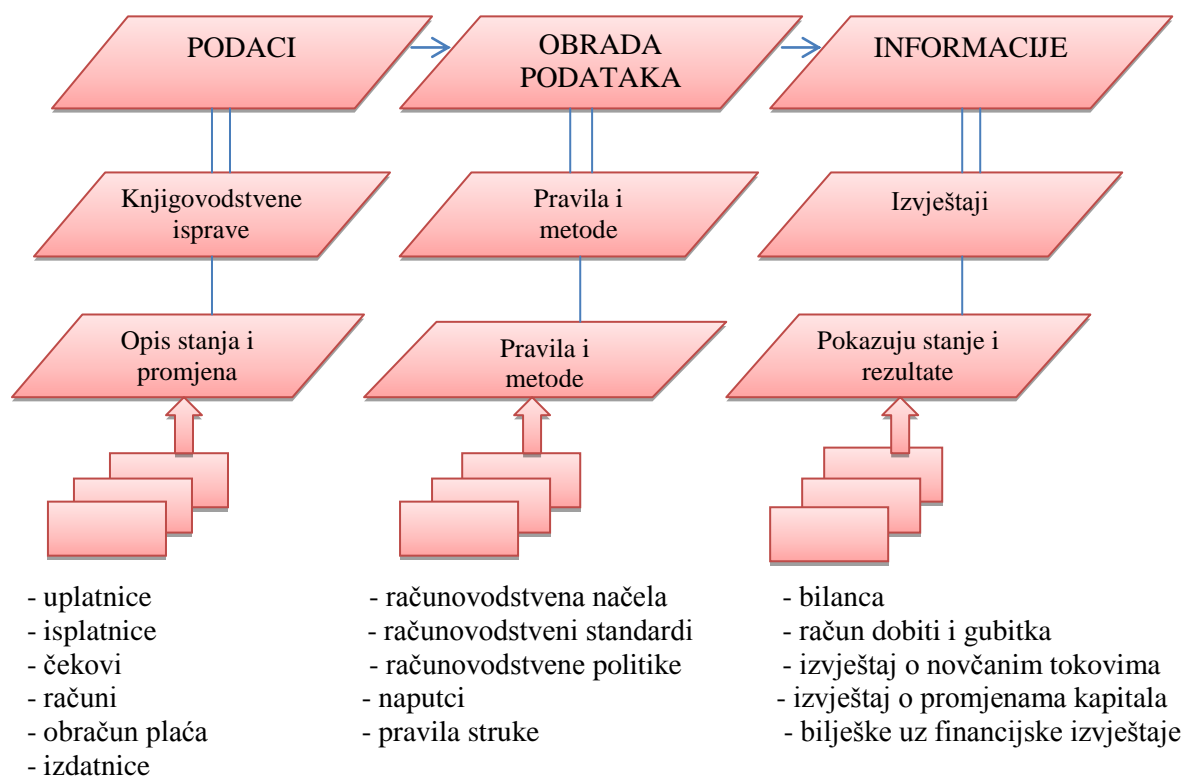 PODACI
OBRADA
PODATAKA
INFORMACIJE
Knjigovodstvene
isprave
Pravila i
metode
Izvještaji
Opis stanja i
promjena
Pravila i
metode
Pokazuju stanje i
rezultate
- uplatnice
- isplatnice
- čekovi
- računi
- obračun plaća
- izdatnice
- računovodstvena načela
- računovodstveni standardi
- računovodstvene politike
- naputci
- pravila struke
- bilanca
- račun dobiti i gubitka
- izvještaj o novčanim tokovima
- izvještaj o promjenama kapitala
- bilješke uz financijske izvještaje